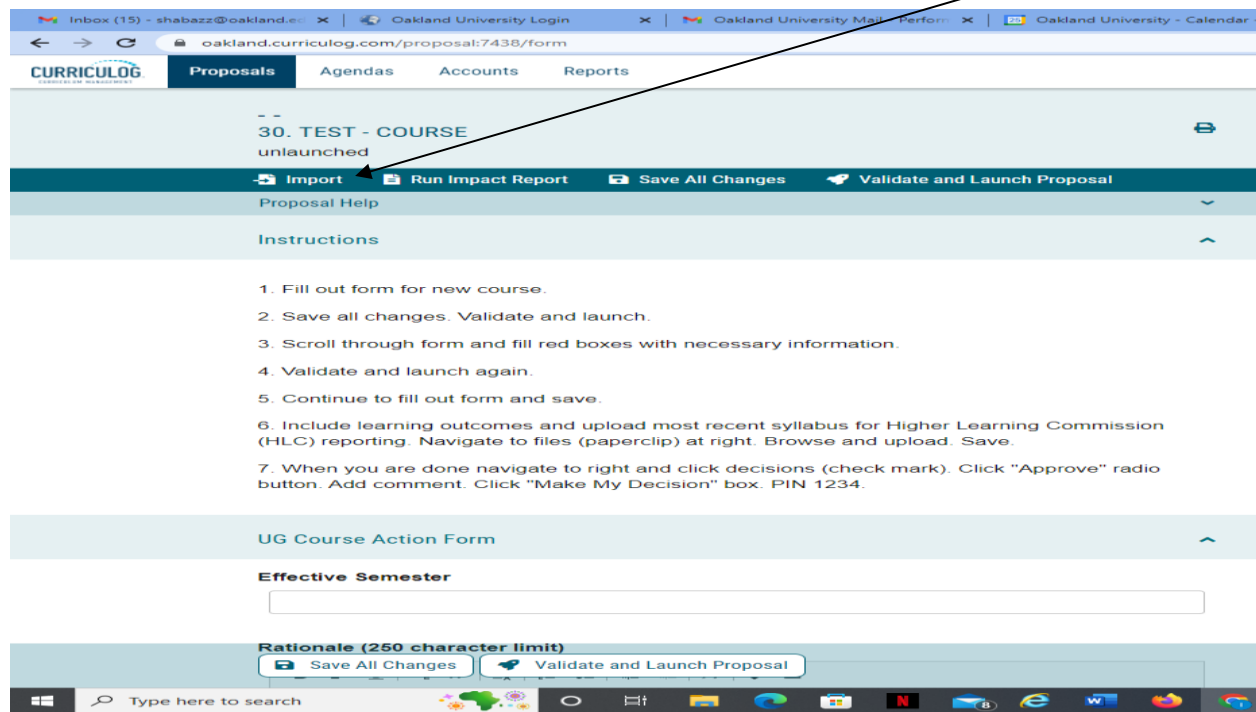 Inbox (15) - shabazz@oakland.ed
Oakland University Login
Oakland University Mail - Perform
25
Oakland University - Calendar -
oakland.curriculog.com/proposal:7438/form
CURRICULOG
CURRICULUM MANAGEMENT
Proposals Agendas Accounts Reports
- -
30. TEST - COURSE
unlaunched
Import Run Impact Report Save All Changes Validate and Launch Proposal
Proposal Help
Instructions
1. Fill out form for new course.
2. Save all changes. Validate and launch.
3. Scroll through form and fill red boxes with necessary information.
4. Validate and launch again.
5. Continue to fill out form and save.
6. Include learning outcomes and upload most recent syllabus for Higher Learning Commission
(HLC) reporting. Navigate to files (paperclip) at right. Browse and upload. Save.
7. When you are done navigate to right and click decisions (check mark). Click "Approve" radio
button. Add comment. Click "Make My Decision" box. PIN 1234.
UG Course Action Form
Effective Semester
Rationale (250 character limit)
Save All Changes Validate and Launch Proposal
Type here to search
N
8
W